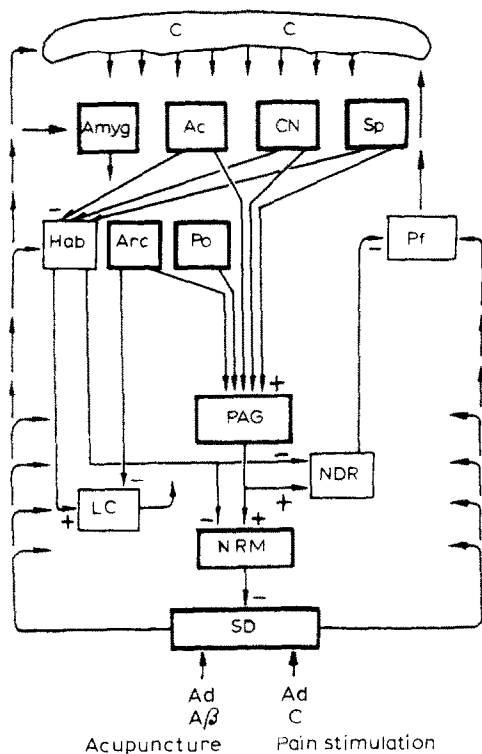 C C
Amyg Ac CN Sp
-
Hab Arc Po Pf
-
+
PAG
-
NDR
-
LC
+
+
- +
NRM
-
SD
Ad Ad
Aβ C
Acupuncture Pain stimulation